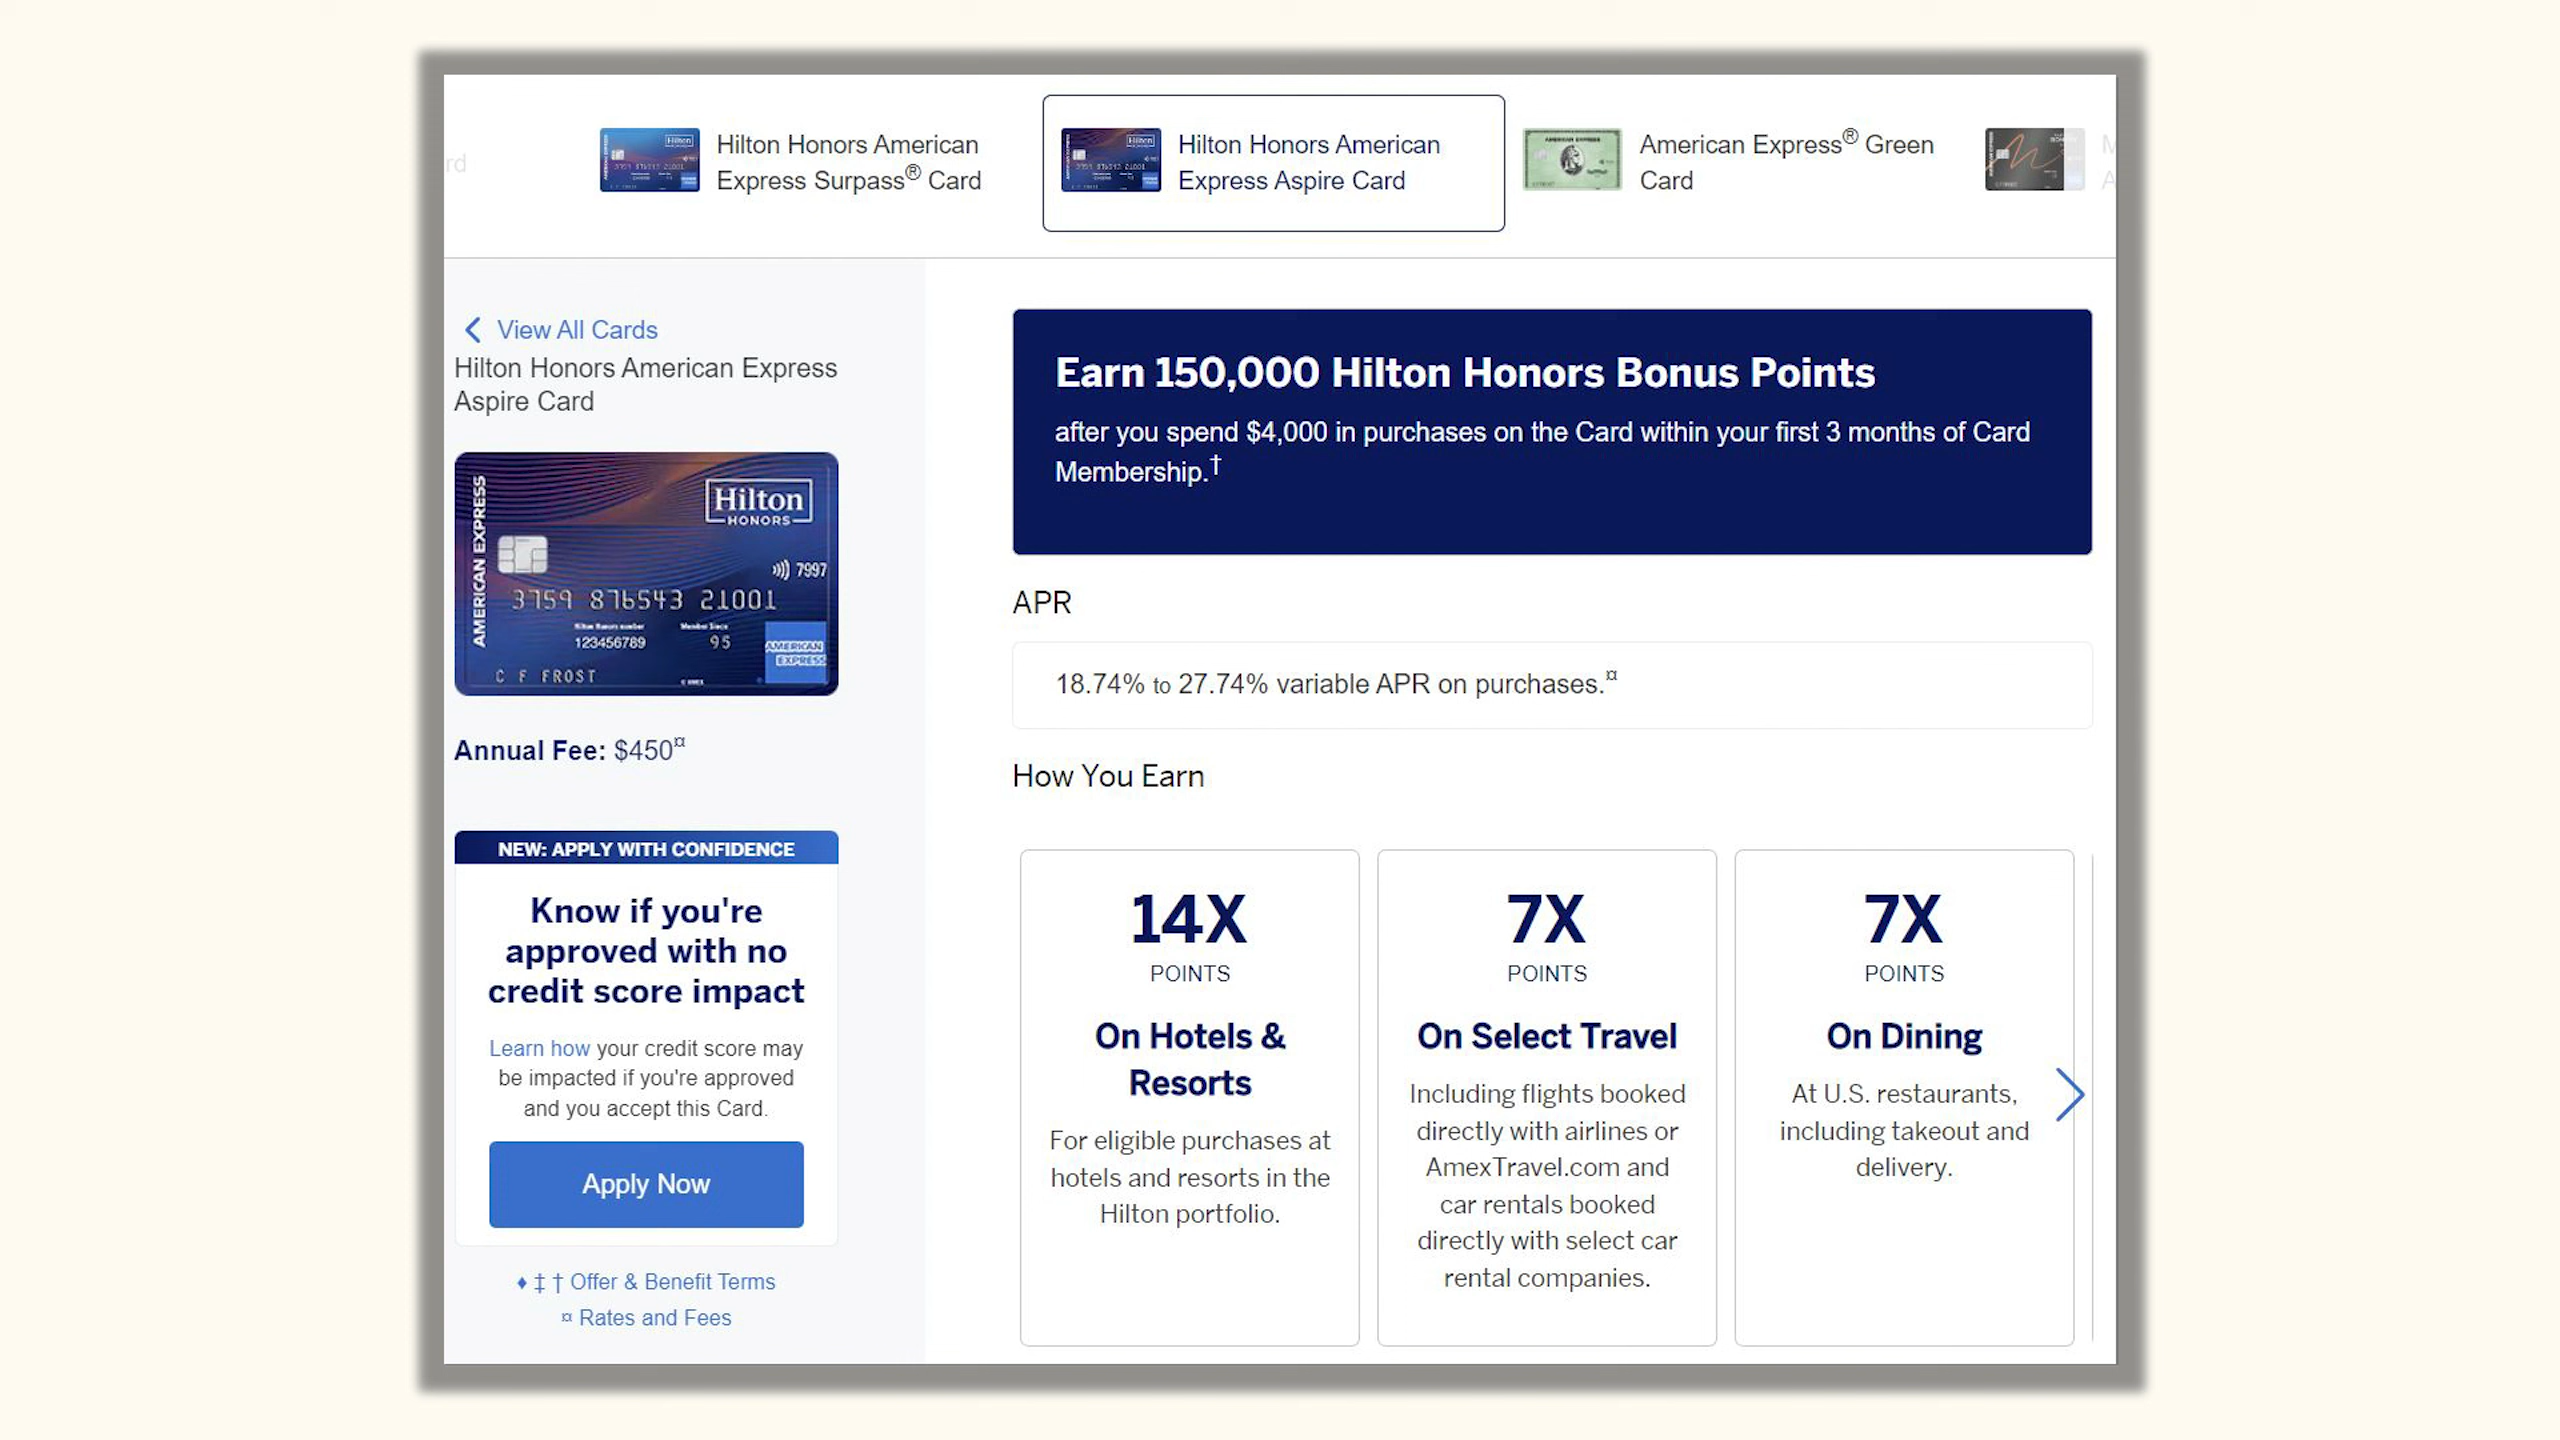 rd
Hilton Honors American
Express Surpass® Card
Hilton Honors American
Express Aspire Card
American Express® Green
Card
View All Cards
Hilton Honors American Express
Aspire Card
AMERICAN EXPRESS
Hilton
HONORS
7997
3759 876543 21001
Hilton Honors number
Member Since
123456789
95
AMERICAN
EXPRESS
C F FROST
Annual Fee: $450¤
NEW: APPLY WITH CONFIDENCE
Know if you're
approved with no
credit score impact
Learn how your credit score may
be impacted if you're approved
and you accept this Card.
Apply Now
♦ ‡ † Offer & Benefit Terms
¤ Rates and Fees
Earn 150,000 Hilton Honors Bonus Points
after you spend $4,000 in purchases on the Card within your first 3 months of Card
Membership.†
APR
18.74% to 27.74% variable APR on purchases.¤
How You Earn
14X
POINTS
On Hotels &
Resorts
For eligible purchases at
hotels and resorts in the
Hilton portfolio.
7X
POINTS
On Select Travel
Including flights booked
directly with airlines or
AmexTravel.com and
car rentals booked
directly with select car
rental companies.
7X
POINTS
On Dining
At U.S. restaurants,
including takeout and
delivery.